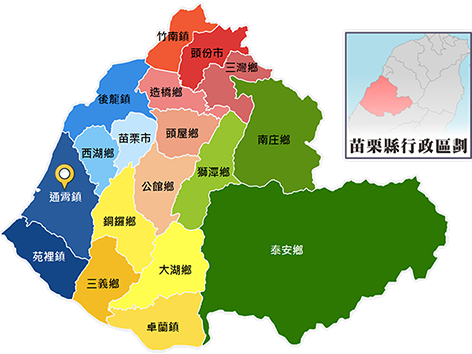 竹南鎮
頭份市
三灣鄉
造橋鄉
後龍鎮
頭屋鄉
苗栗市
南庄鄉
西湖鄉
獅潭鄉
公館鄉
通霄鎮
銅鑼鄉
苑裡鎮
泰安鄉
大湖鄉
三義鄉
卓蘭鎮
苗栗縣行政區劃